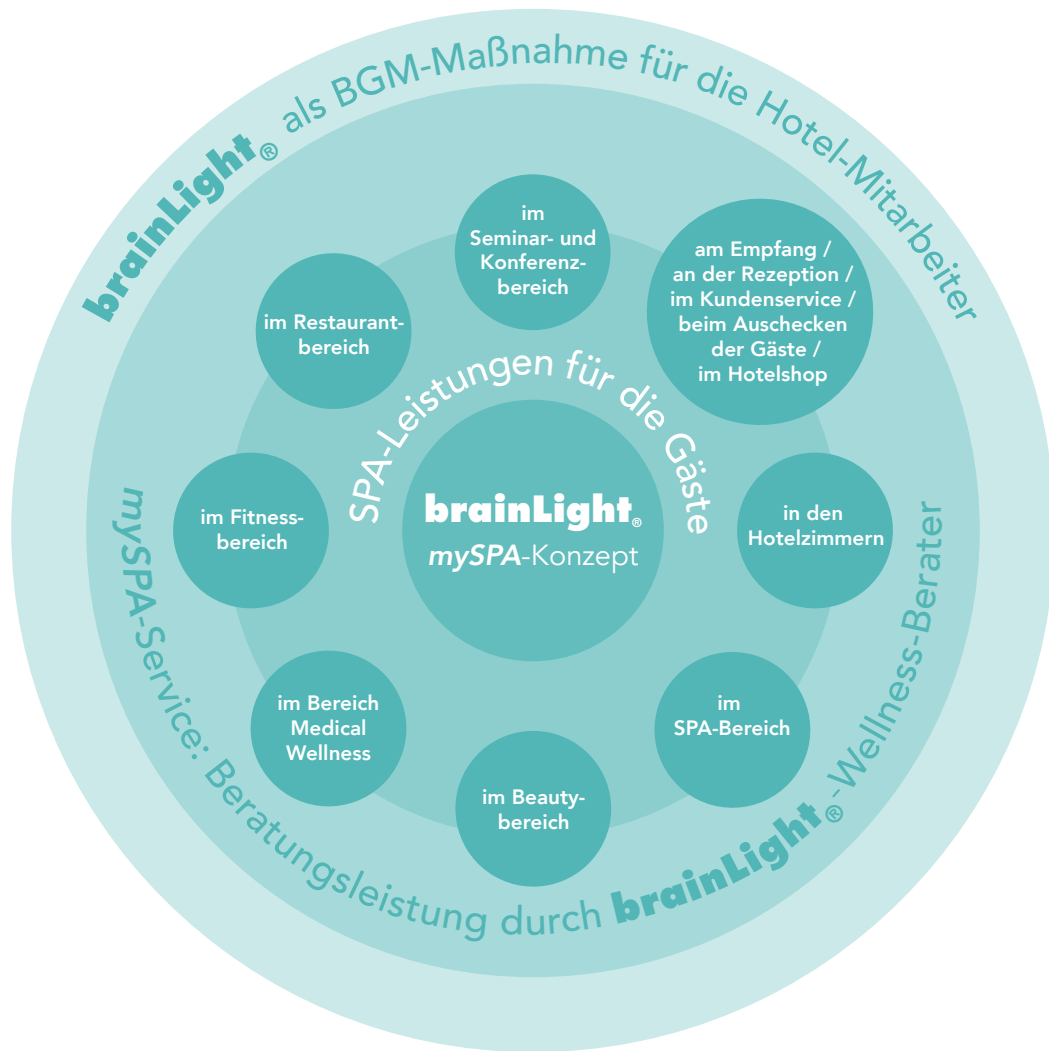 brainLight® als BGM-Maßnahme für die Hotel-Mitarbeiter
im
Seminar- und
Konferenz-
bereich
am Empfang /
an der Rezeption /
im Kundenservice /
beim Auschecken
der Gäste /
im Hotelshop
im Restaurant-
bereich
SPA-Leistungen für die Gäste
brainLight®
mySPA-Konzept
im Fitness-
bereich
in den
Hotelzimmern
im Bereich
Medical
Wellness
im
SPA-Bereich
im Beauty-
bereich
mySPA-Service: Beratungsleistung durch brainLight®-Wellness-Berater